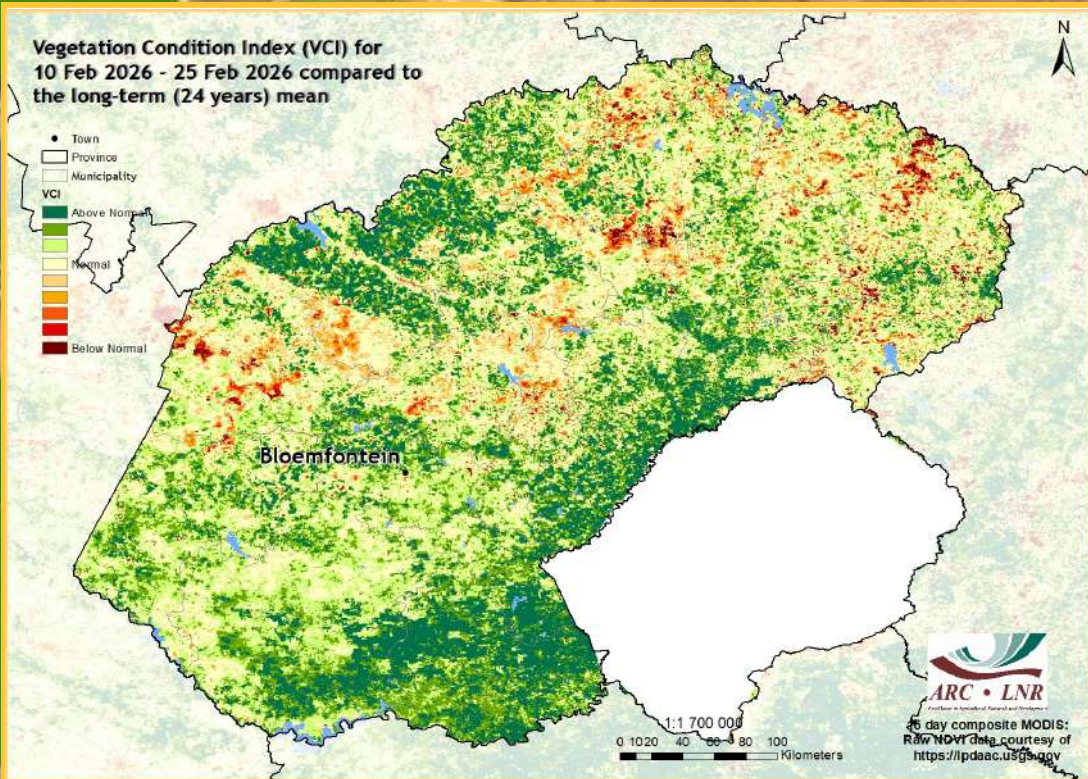 Vegetation Condition Index (VCI) for
10 Feb 2026 - 25 Feb 2026 compared to
the long-term (24 years) mean
N
Town
Province
Municipality
VCI
Above Normal
Normal
Below Normal
Bloemfontein
ARC • LNR
1:1 700 000
0 10 20 40 60 80 100
Kilometers
16 day composite MODIS:
Raw NDVI data courtesy of
https://lpdaac.usgs.gov